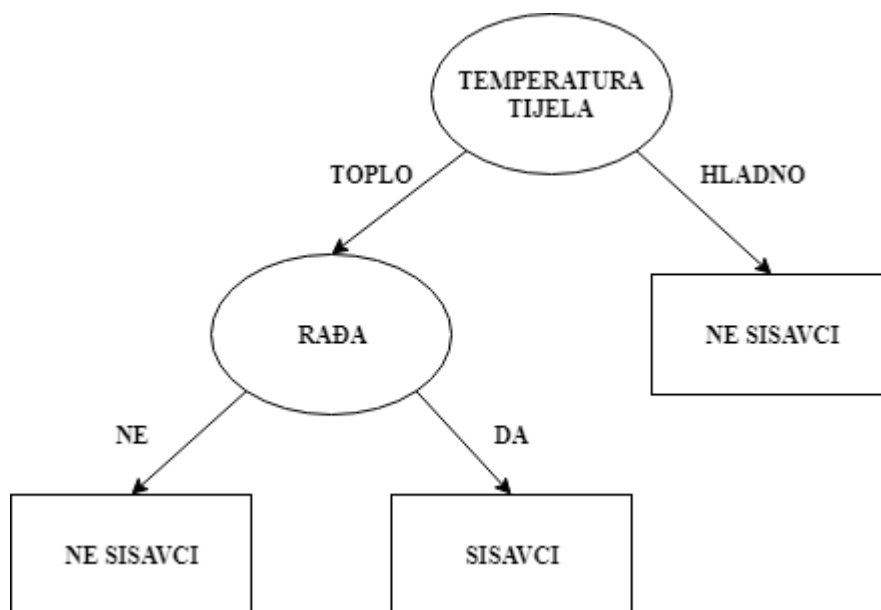 TEMPERATURA
TIJELA
TOPLO
HLADNO
RAĐA
NE SISAVCI
NE
DA
NE SISAVCI
SISAVCI